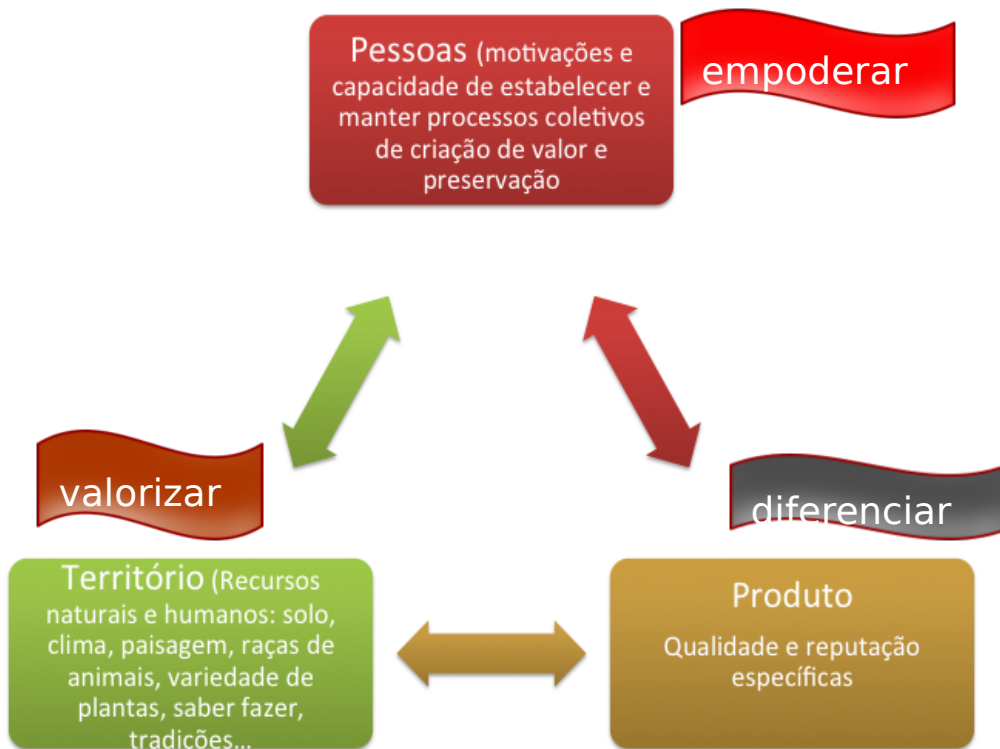 Pessoas (motivações e
capacidade de estabelecer e
manter processos coletivos
de criação de valor e
preservação
empoderar
valorizar
diferenciar
Território (Recursos
naturais e humanos: solo,
clima, paisagem, raças de
animais, variedade de
plantas, saber fazer,
tradições...
Produto
Qualidade e reputação
específicas